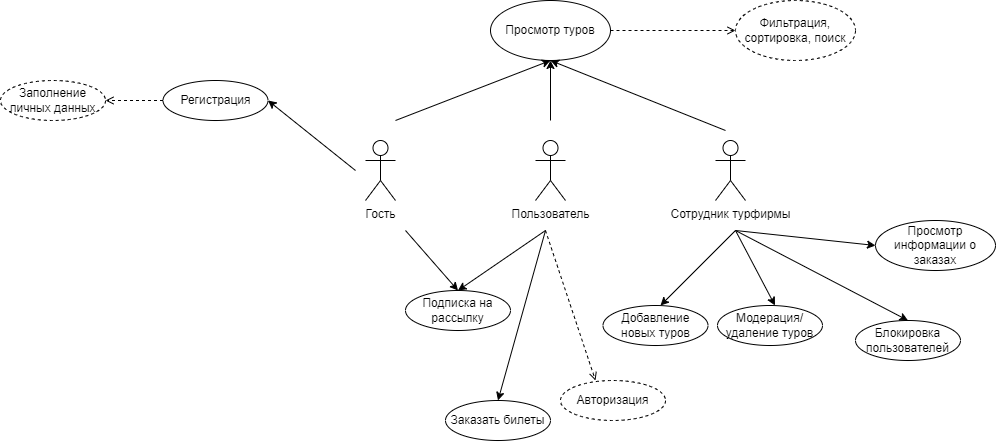 Просмотр туров
Фильтрация,
сортировка, поиск
Заполнение
личных данных
Регистрация
Гость
Пользователь
Сотрудник турфирмы
Просмотр
информации о
заказах
Подписка на
рассылку
Добавление
новых туров
Модерация/
удаление туров
Блокировка
пользователей
Авторизация
Заказать билеты